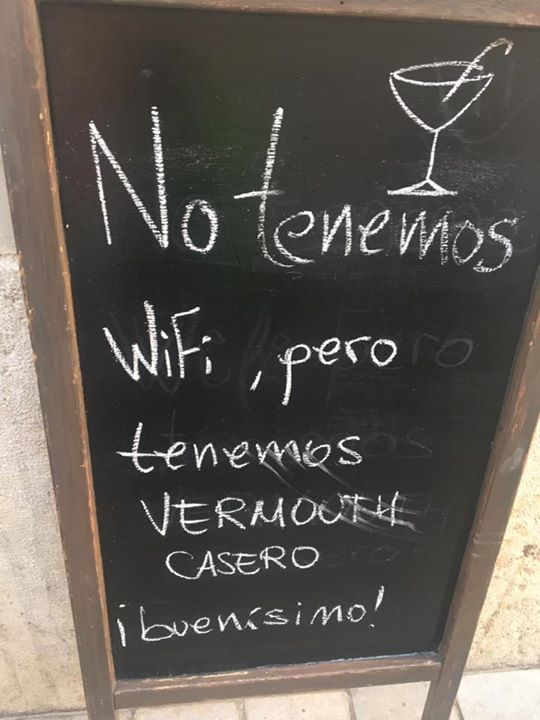 No tenemos
WiFi, pero
tenemos
VERMOUTH
CASERO
¡buenísimo!